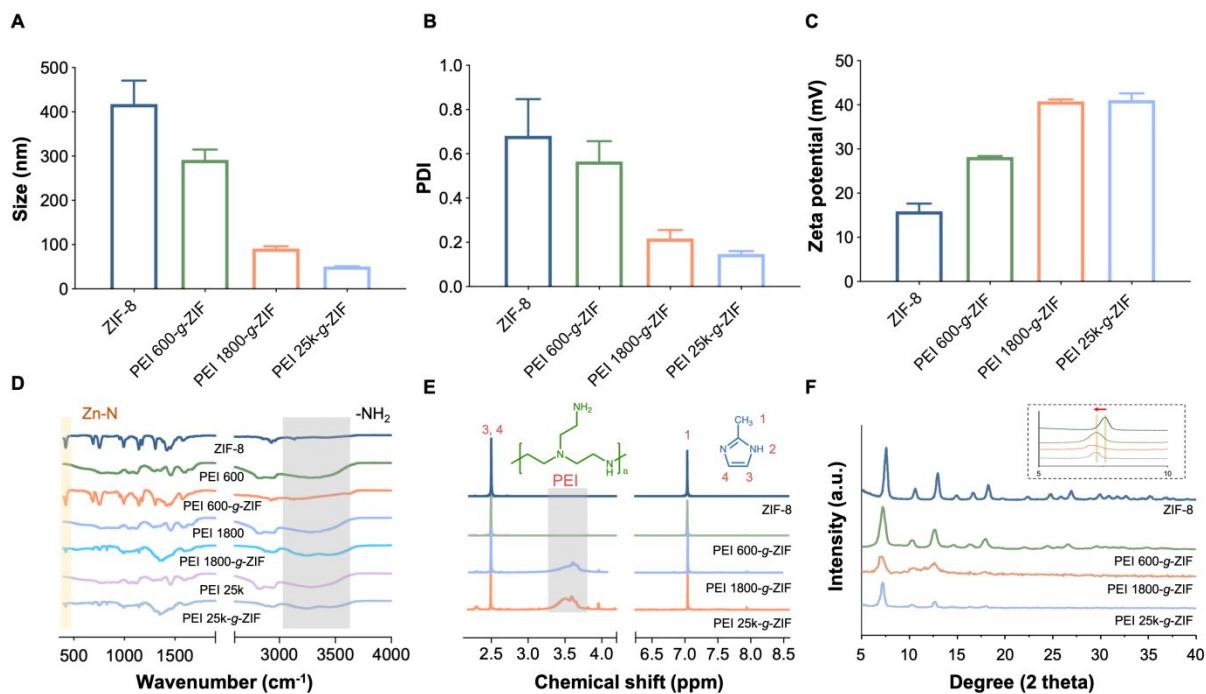 A
Size (nm)
500
400
300
200
100
0
ZIF-8
PEI 600-g-ZIF
PEI 1800-g-ZIF
PEI 25k-g-ZIF
B
PDI
1.0
0.8
0.6
0.4
0.2
0.0
ZIF-8
PEI 600-g-ZIF
PEI 1800-g-ZIF
PEI 25k-g-ZIF
C
Zeta potential (mV)
50
40
30
20
10
0
ZIF-8
PEI 600-g-ZIF
PEI 1800-g-ZIF
PEI 25k-g-ZIF
D
Zn-N
-NH2
ZIF-8
PEI 600
PEI 600-g-ZIF
PEI 1800
PEI 1800-g-ZIF
PEI 25k
PEI 25k-g-ZIF
500 1000 1500 3000 3500 4000
Wavenumber (cm-1)
E
3, 4
NH2
N
N
H
n
PEI
1
CH3 1
N NH 2
4 3
ZIF-8
PEI 600-g-ZIF
PEI 1800-g-ZIF
PEI 25k-g-ZIF
2.5 3.0 3.5 4.0 6.5 7.0 7.5 8.0 8.5
Chemical shift (ppm)
F
Intensity (a.u.)
5 10
ZIF-8
PEI 600-g-ZIF
PEI 1800-g-ZIF
PEI 25k-g-ZIF
5 10 15 20 25 30 35 40
Degree (2 theta)